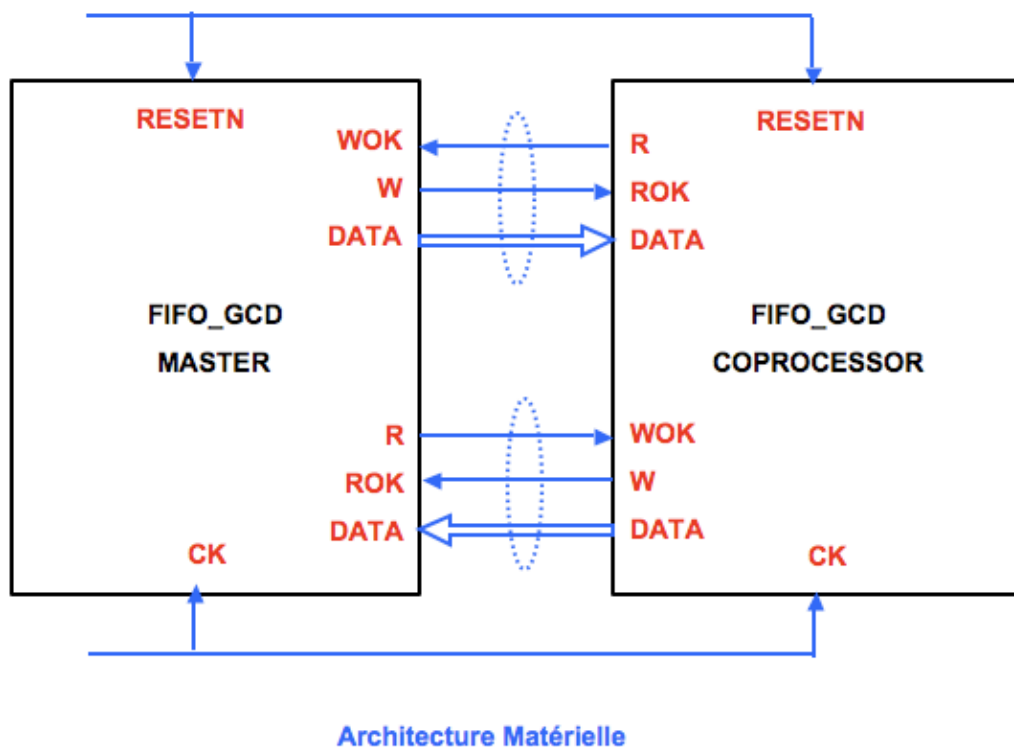 RESETN
RESETN
WOK
R
W
ROK
DATA
DATA
FIFO_GCD
MASTER
FIFO_GCD
COPROCESSOR
R
WOK
ROK
W
DATA
DATA
CK
CK
Architecture Matérielle